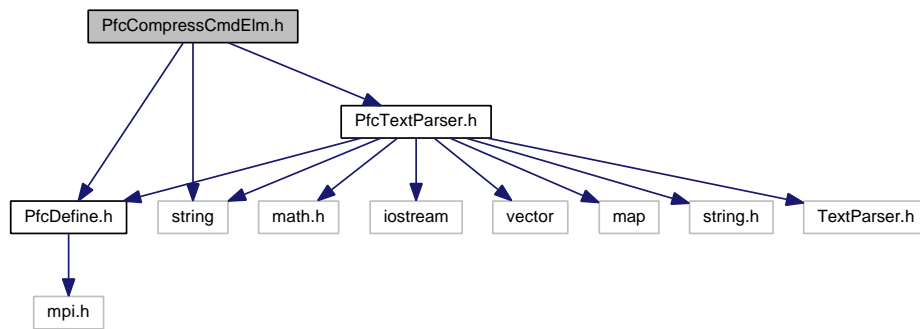 PfcCompressCmdElm.h
PfcTextParser.h
PfcDefine.h
string
math.h
iostream
vector
map
string.h
TextParser.h
mpi.h